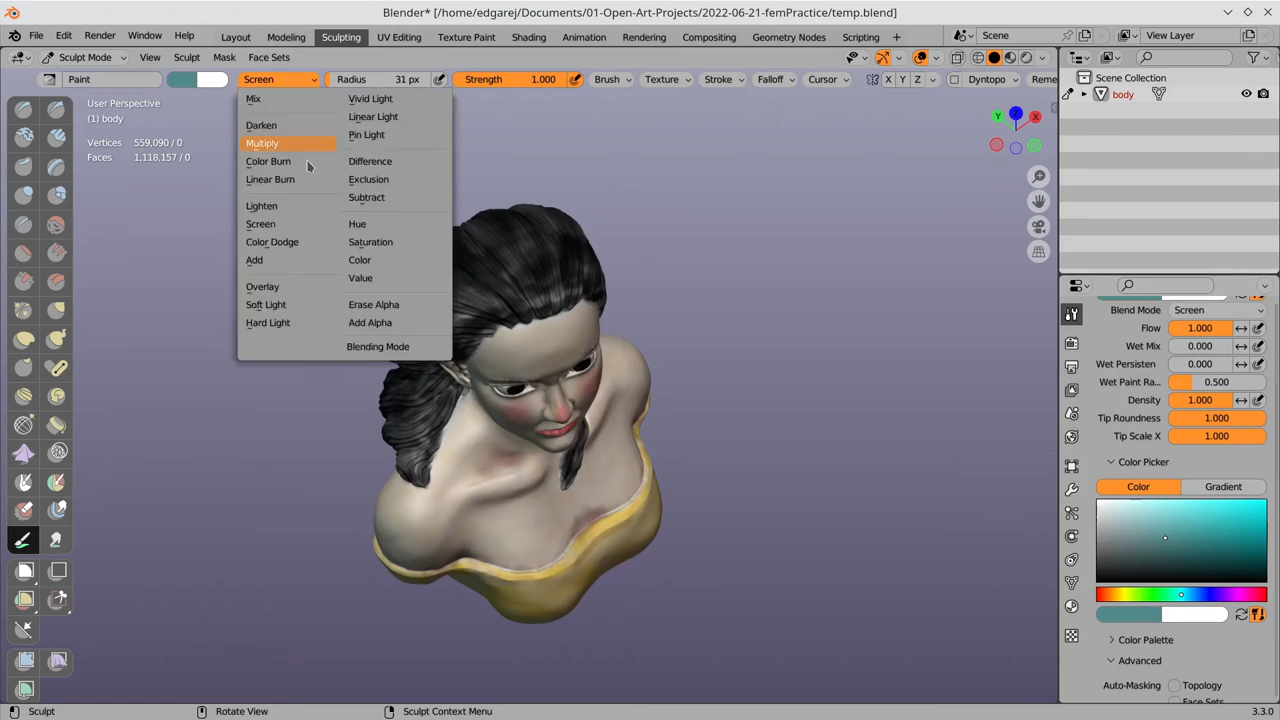 Blender* [/home/edgarej/Documents/01-Open-Art-Projects/2022-06-21-femPractice/temp.blend]
File Edit Render Window Help Layout Modeling Sculpting UV Editing Texture Paint Shading Animation Rendering Compositing Geometry Nodes Scripting + Scene View Layer
Sculpt Mode View Sculpt Mask Face Sets
Paint Screen Radius 31 px Strength 1.000 Brush Texture Stroke Falloff Cursor X Y Z Dyntopo Reme
User Perspective
(1) body
Vertices 559,090 / 0
Faces 1,118,157 / 0
Mix
Darken
Multiply
Color Burn
Linear Burn
Lighten
Screen
Color Dodge
Add
Overlay
Soft Light
Hard Light
Vivid Light
Linear Light
Pin Light
Difference
Exclusion
Subtract
Hue
Saturation
Color
Value
Erase Alpha
Add Alpha
Blending Mode
Y Z X
Scene Collection
body
Blend Mode Screen
Flow 1.000
Wet Mix 0.000
Wet Persisten 0.000
Wet Paint Ra... 0.500
Density 1.000
Tip Roundness 1.000
Tip Scale X 1.000
Color Picker
Color Gradient
Color Palette
Advanced
Auto-Masking Topology
Face Sets
Sculpt Rotate View Sculpt Context Menu 3.3.0